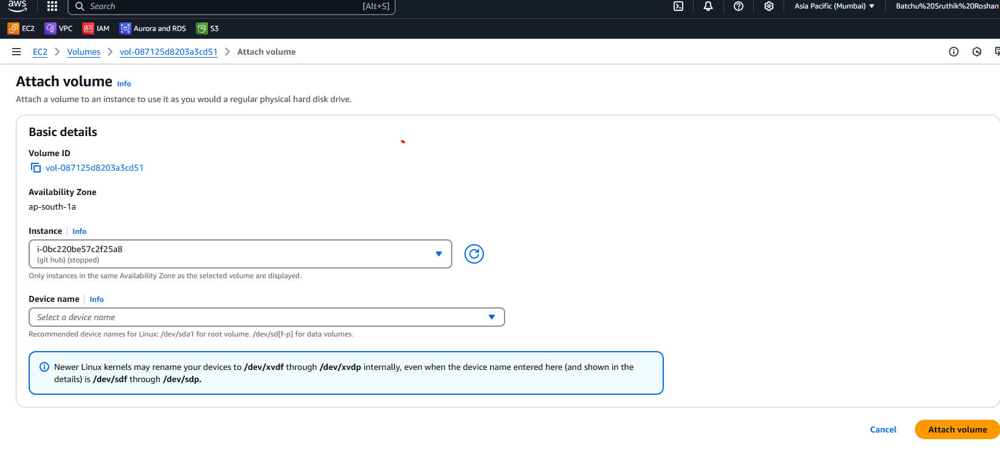 aws
Search [Alt+S] Asia Pacific (Mumbai) Batchu%20Sruthik%20Roshan
EC2 VPC IAM Aurora and RDS S3
EC2 Volumes vol-087125d8203a3cd51 Attach volume
Attach volume Info
Attach a volume to an instance to use it as you would a regular physical hard disk drive.
Basic details
Volume ID
vol-087125d8203a3cd51
Availability Zone
ap-south-1a
Instance Info
i-0bc220be57c2f25a8
(git hub) (stopped)
Only instances in the same Availability Zone as the selected volume are displayed.
Device name Info
Select a device name
Recommended device names for Linux: /dev/sda1 for root volume. /dev/sd[f-p] for data volumes.
Newer Linux kernels may rename your devices to /dev/xvdf through /dev/xvdp internally, even when the device name entered here (and shown in the
details) is /dev/sdf through /dev/sdp.
Cancel Attach volume